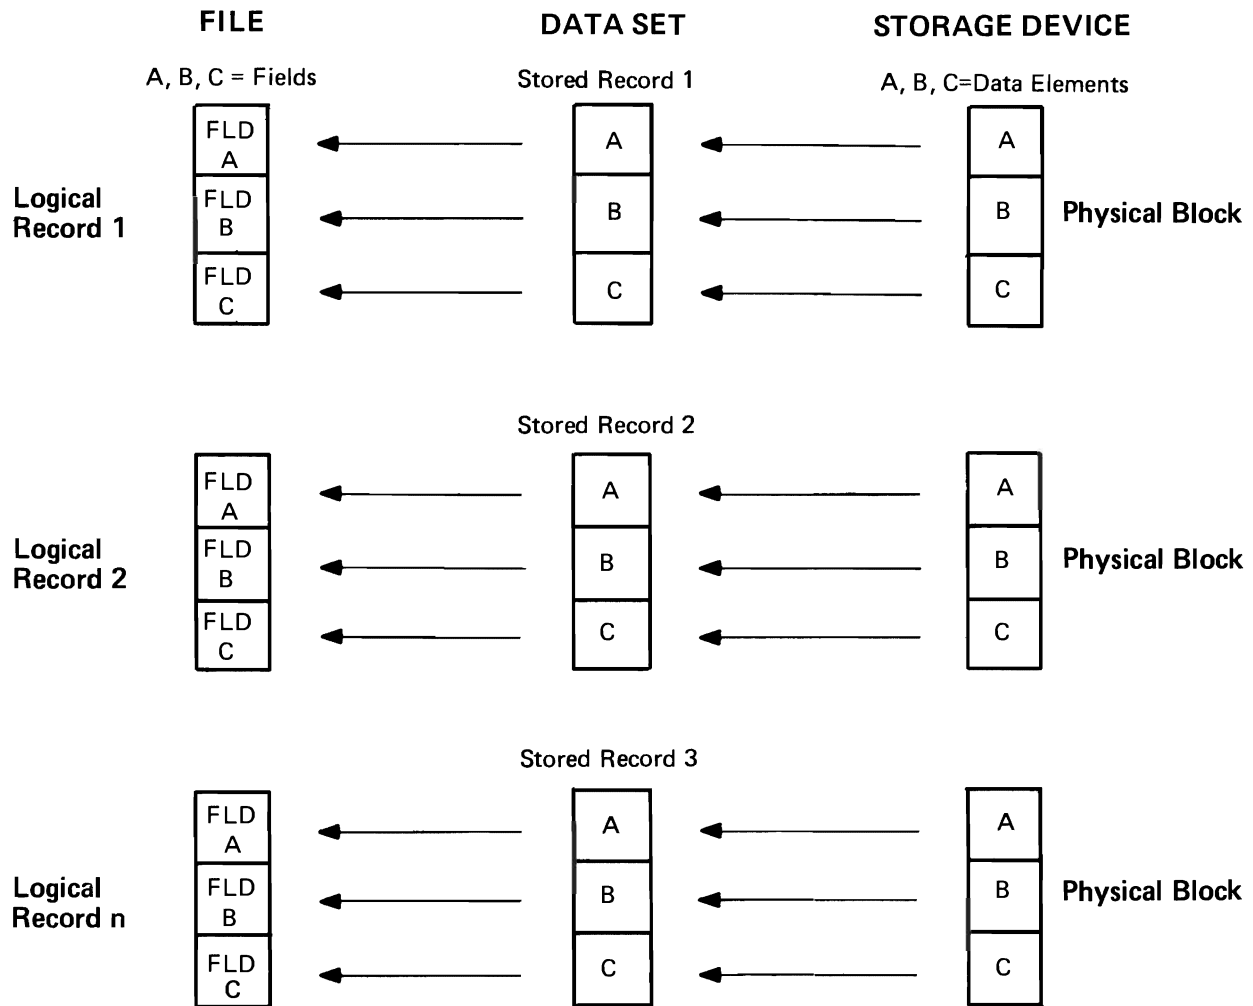 FILE
DATA SET
STORAGE DEVICE
A, B, C = Fields
Stored Record 1
A, B, C=Data Elements
Logical
Record 1
FLD
A
FLD
B
FLD
C
A
B
C
A
B
C
Physical Block
Stored Record 2
Logical
Record 2
FLD
A
FLD
B
FLD
C
A
B
C
A
B
C
Physical Block
Stored Record 3
Logical
Record n
FLD
A
FLD
B
FLD
C
A
B
C
A
B
C
Physical Block